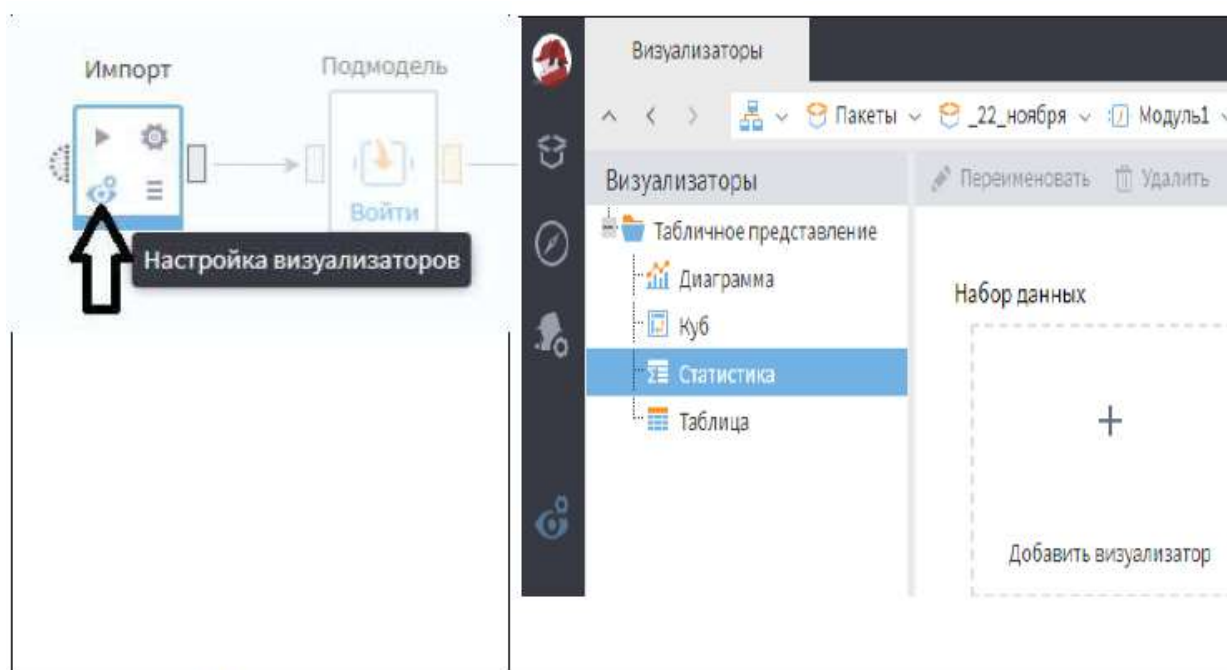 Импорт
Подмодель
Войти
Настройка визуализаторов
Визуализаторы
Пакеты
_22_ноября
Модуль1
Визуализаторы
Переименовать
Удалить
Табличное представление
Диаграмма
Куб
Статистика
Таблица
Набор данных
Добавить визуализатор